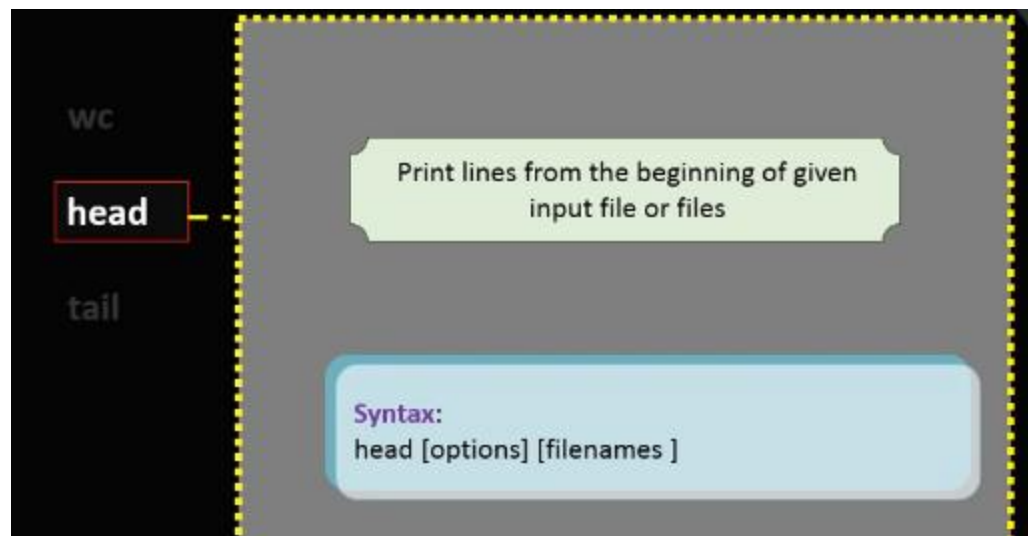 wc
head
tail
Print lines from the beginning of given
input file or files
Syntax:
head [options] [filenames ]